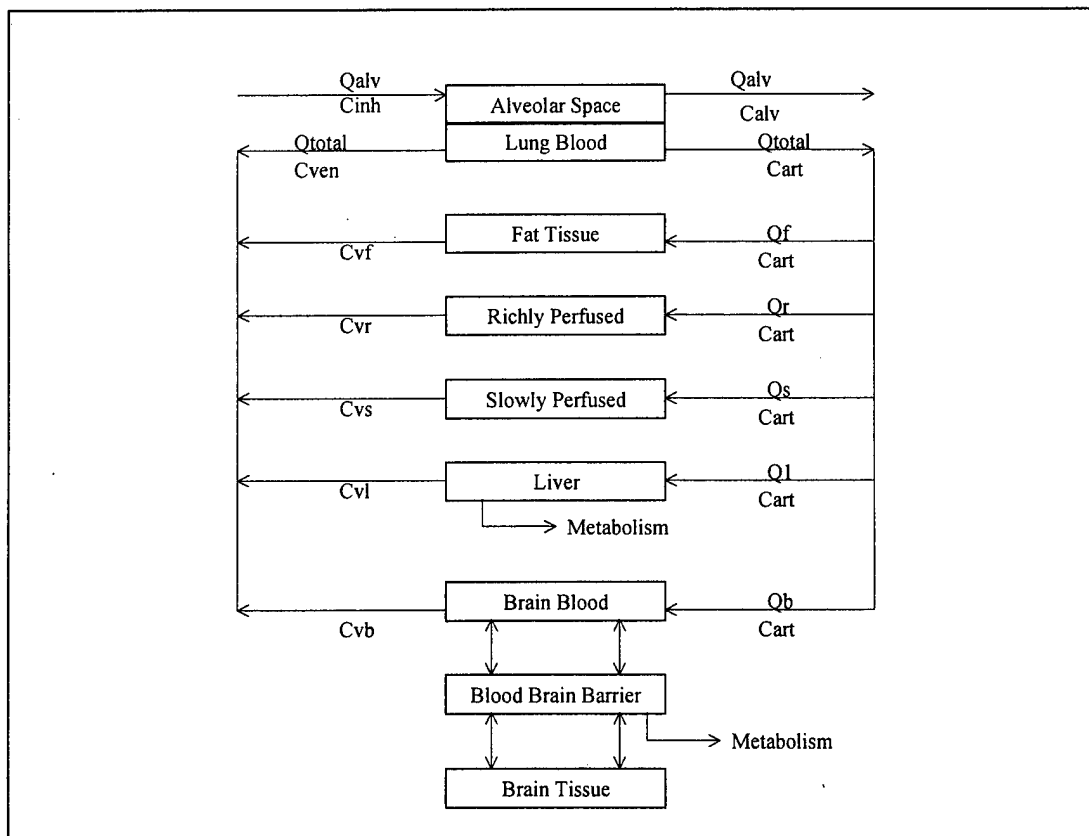 Qalv
Cinh
Alveolar Space
Qalv
Calv
Qtotal
Cven
Lung Blood
Qtotal
Cart
Cvf
Fat Tissue
Qf
Cart
Cvr
Richly Perfused
Qr
Cart
Cvs
Slowly Perfused
Qs
Cart
Cvl
Liver
Ql
Cart
Metabolism
Cvb
Brain Blood
Qb
Cart
Blood Brain Barrier
Metabolism
Brain Tissue